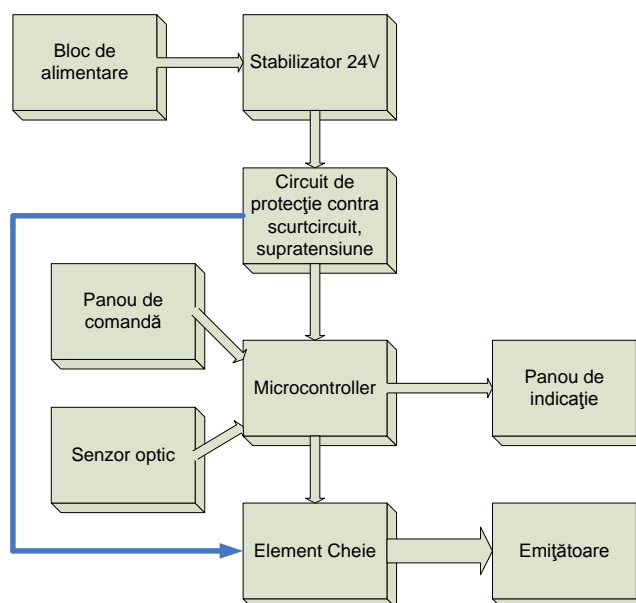 Bloc de
alimentare
Stabilizator 24V
Circuit de
protecţie contra
scurtcircuit,
supratensiune
Panou de
comandă
Microcontroller
Panou de
indicaţie
Senzor optic
Element Cheie
Emiţătoare